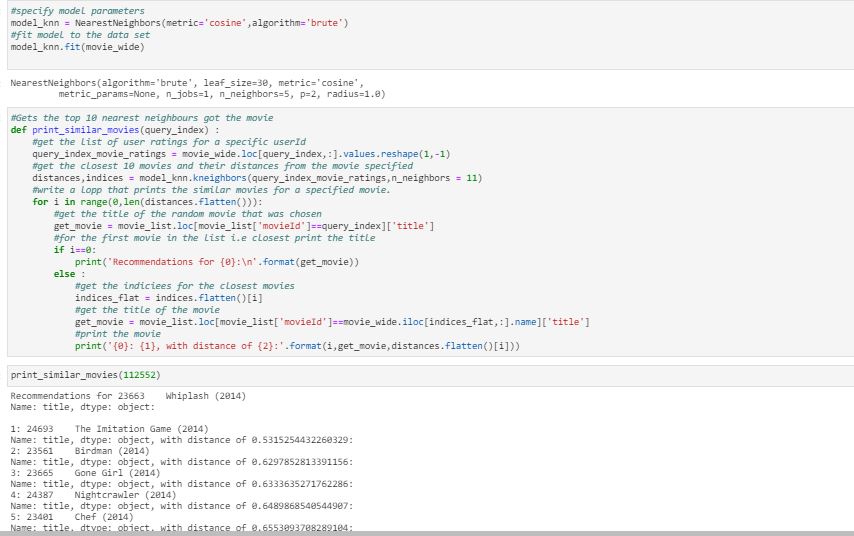 #specify model parameters
model_knn = NearestNeighbors(metric='cosine',algorithm='brute')
#fit model to the data set
model_knn.fit(movie_wide)
NearestNeighbors(algorithm='brute', leaf_size=30, metric='cosine',
metric_params=None, n_jobs=1, n_neighbors=5, p=2, radius=1.0)
#Gets the top 10 nearest neighbours got the movie
def print_similar_movies(query_index) :
#get the list of user ratings for a specific userId
query_index_movie_ratings = movie_wide.loc[query_index,:].values.reshape(1,-1)
#get the closest 10 movies and their distances from the movie specified
distances,indices = model_knn.kneighbors(query_index_movie_ratings,n_neighbors = 11)
#write a lopp that prints the similar movies for a specified movie.
for i in range(0,len(distances.flatten())):
#get the title of the random movie that was chosen
get_movie = movie_list.loc[movie_list['movieId']==query_index]['title']
#for the first movie in the list i.e closest print the title
if i==0:
print('Recommendations for {0}:\n'.format(get_movie))
else :
#get the indiciees for the closest movies
indices_flat = indices.flatten()[i]
#get the title of the movie
get_movie = movie_list.loc[movie_list['movieId']==movie_wide.iloc[indices_flat,:].name]['title']
#print the movie
print('{0}: {1}, with distance of {2}:'.format(i,get_movie,distances.flatten()[i]))
print_similar_movies(112552)
Recommendations for 23663    Whiplash (2014)
Name: title, dtype: object:
1: 24693    The Imitation Game (2014)
Name: title, dtype: object, with distance of 0.5315254432260329:
2: 23561    Birdman (2014)
Name: title, dtype: object, with distance of 0.6297852813391156:
3: 23665    Gone Girl (2014)
Name: title, dtype: object, with distance of 0.6333635271762286:
4: 24387    Nightcrawler (2014)
Name: title, dtype: object, with distance of 0.6489868540544907:
5: 23401    Chef (2014)
Name: title, dtype: object, with distance of 0.6553093708289104: